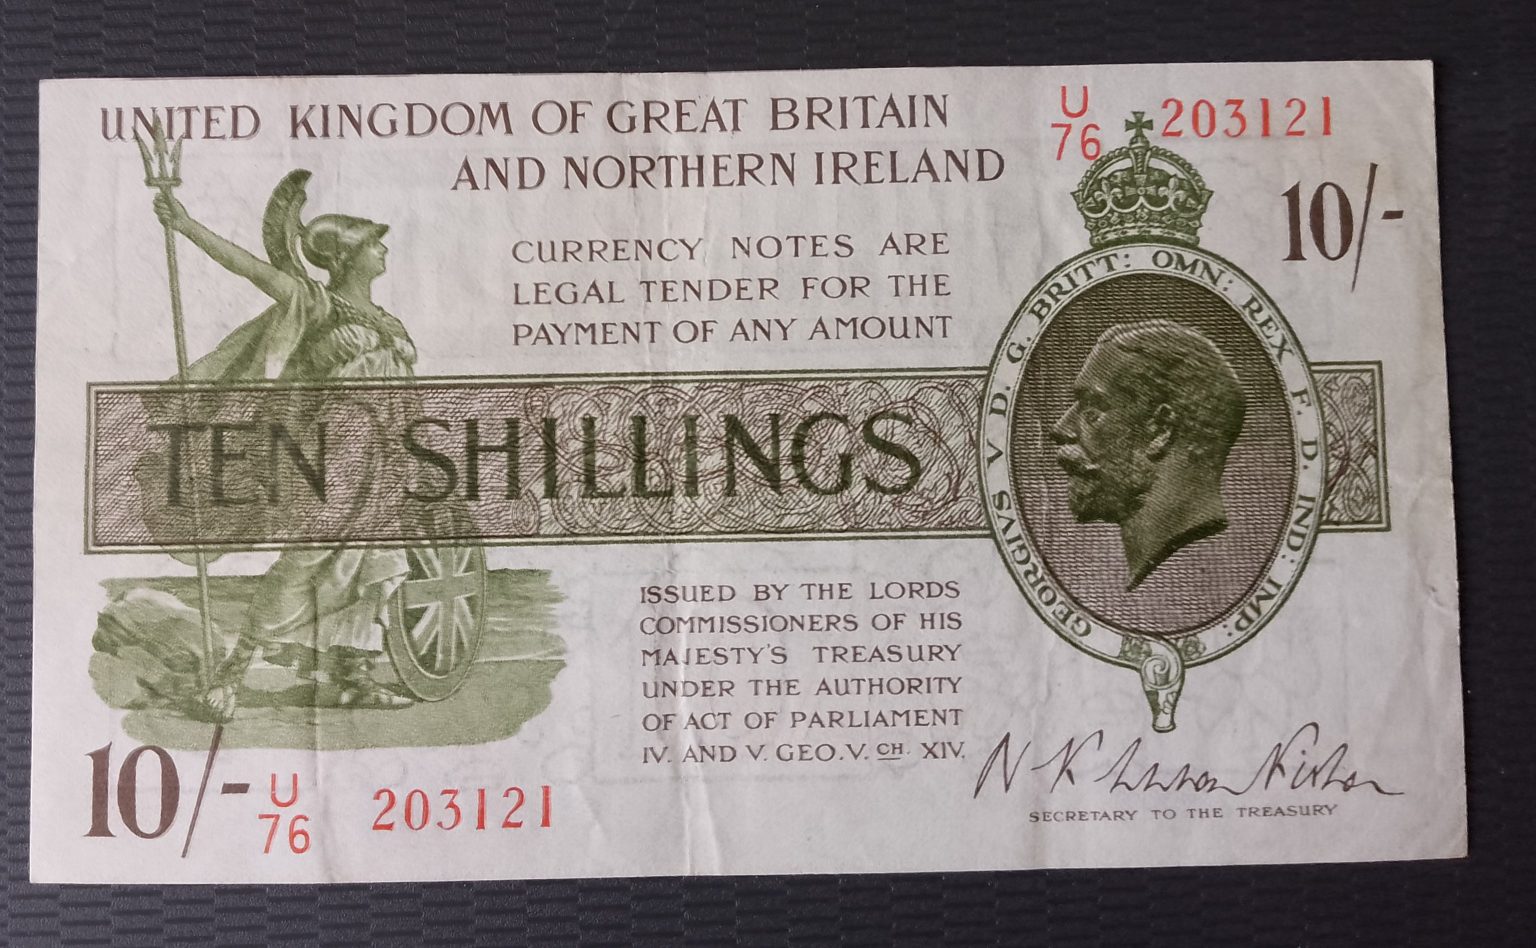 UNITED KINGDOM OF GREAT BRITAIN
AND NORTHERN IRELAND
U
76
203121
10/-
CURRENCY NOTES ARE
LEGAL TENDER FOR THE
PAYMENT OF ANY AMOUNT
GEORGIVS V D. G. BRITT: OMN: REX F. D. IND: IMP:
TEN SHILLINGS
ISSUED BY THE LORDS
COMMISSIONERS OF HIS
MAJESTY'S TREASURY
UNDER THE AUTHORITY
OF ACT OF PARLIAMENT
IV. AND V. GEO. V. CH. XIV.
SECRETARY TO THE TREASURY
10/-
U
76
203121